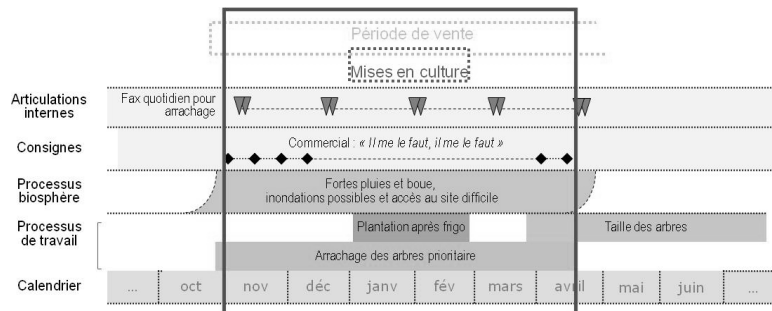 Période de vente
Mises en culture
Articulations
internes
Fax quotidien pour
arrachage
Consignes
Commercial : « Il me le faut, il me le faut »
Processus
biosphère
Fortes pluies et boue,
inondations possibles et accès au site difficile
Processus
de travail
Plantation après frigo
Taille des arbres
Arrachage des arbres prioritaire
Calendrier
... oct nov déc janv fév mars avril mai juin ...